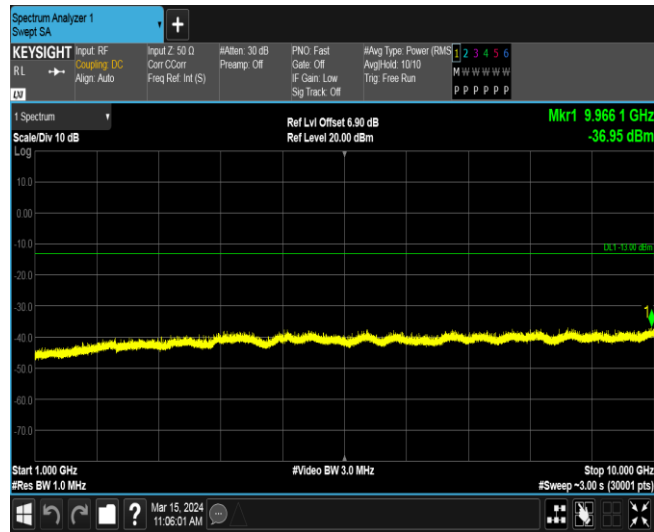 Spectrum Analyzer 1
Swept SA
+
KEYSIGHT
RL
LXI
Input: RF
Coupling: DC
Align: Auto
Input Z: 50 Ω
Corr CCorr
Freq Ref: Int (S)
#Atten: 30 dB
Preamp: Off
PNO: Fast
Gate: Off
IF Gain: Low
Sig Track: Off
#Avg Type: Power (RMS
Avg|Hold: 10/10
Trig: Free Run
1 2 3 4 5 6
M W W W W W
P P P P P P
1 Spectrum
Scale/Div 10 dB
Log
Ref Lvl Offset 6.90 dB
Ref Level 20.00 dBm
Mkr1 9.966 1 GHz
-36.95 dBm
10.0
0.00
-10.0
DL1 -13.00 dBm
-20.0
-30.0
1
-40.0
-50.0
-60.0
-70.0
Start 1.000 GHz
#Res BW 1.0 MHz
#Video BW 3.0 MHz
Stop 10.000 GHz
#Sweep ~3.00 s (30001 pts)
?
Mar 15, 2024
11:06:01 AM